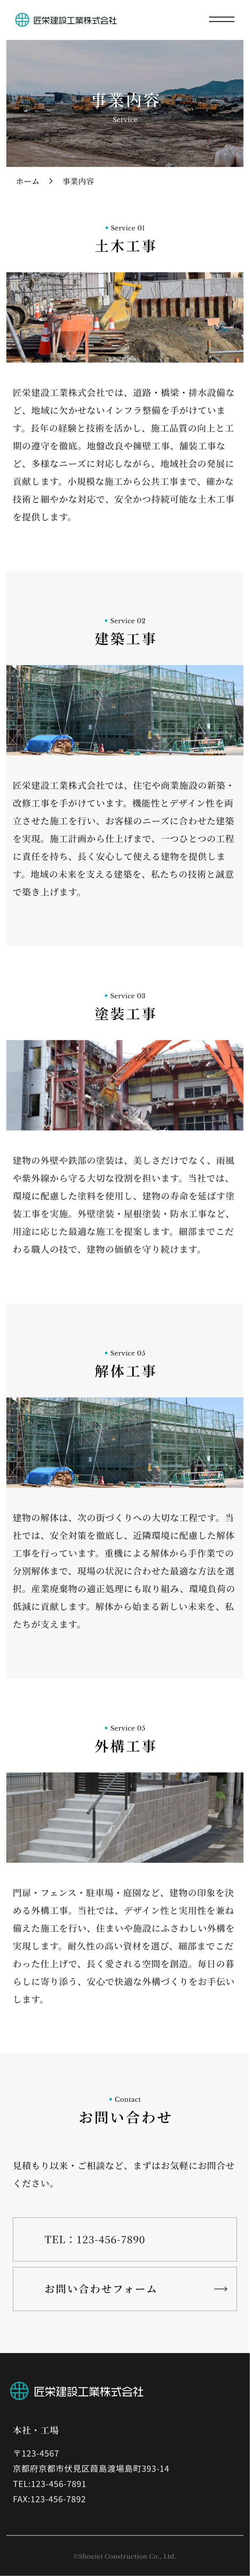 匠栄建設工業株式会社
事業内容
Service
ホーム > 事業内容
Service 01
土木工事
匠栄建設工業株式会社では、道路・橋梁・排水設備な
ど、地域に欠かせないインフラ整備を手がけていま
す。長年の経験と技術を活かし、施工品質の向上と工
期の遵守を徹底。地盤改良や擁壁工事、舗装工事な
ど、多様なニーズに対応しながら、地域社会の発展に
貢献します。小規模な施工から公共工事まで、確かな
技術と細やかな対応で、安全かつ持続可能な土木工事
を提供します。
Service 02
建築工事
匠栄建設工業株式会社では、住宅や商業施設の新築・
改修工事を手がけています。機能性とデザイン性を両
立させた施工を行い、お客様のニーズに合わせた建築
を実現。施工計画から仕上げまで、一つひとつの工程
に責任を持ち、長く安心して使える建物を提供しま
す。地域の未来を支える建築を、私たちの技術と誠意
で築き上げます。
Service 03
塗装工事
建物の外壁や鉄部の塗装は、美しさだけでなく、雨風
や紫外線から守る大切な役割を担います。当社では、
環境に配慮した塗料を使用し、建物の寿命を延ばす塗
装工事を実施。外壁塗装・屋根塗装・防水工事など、
用途に応じた最適な施工を提案します。細部までこだ
わる職人の技で、建物の価値を守り続けます。
Service 05
解体工事
建物の解体は、次の街づくりへの大切な工程です。当
社では、安全対策を徹底し、近隣環境に配慮した解体
工事を行っています。重機による解体から手作業での
分別解体まで、現場の状況に合わせた最適な方法を選
択。産業廃棄物の適正処理にも取り組み、環境負荷の
低減に貢献します。解体から始まる新しい未来を、私
たちが支えます。
Service 05
外構工事
門扉・フェンス・駐車場・庭園など、建物の印象を決
める外構工事。当社では、デザイン性と実用性を兼ね
備えた施工を行い、住まいや施設にふさわしい外構を
実現します。耐久性の高い資材を選び、細部までこだ
わった仕上げで、長く愛される空間を創造。毎日の暮
らしに寄り添う、安心で快適な外構づくりをお手伝い
します。
Contact
お問い合わせ
見積もり以来・ご相談など、まずはお気軽にお問合せ
ください。
TEL：123-456-7890
お問い合わせフォーム
匠栄建設工業株式会社
本社・工場
〒123-4567
京都府京都市伏見区葭島渡場島町393-14
TEL:123-456-7891
FAX:123-456-7892
©Shoeiei Construction Co., Ltd.